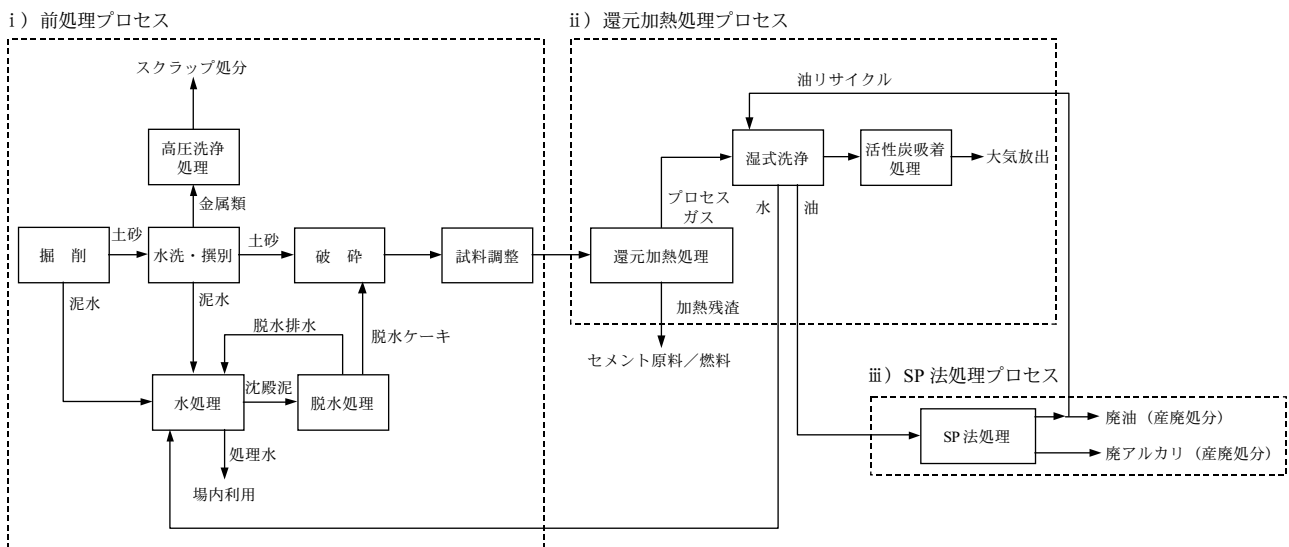 ⅰ）前処理プロセス
ⅱ）還元加熱処理プロセス
スクラップ処分
油リサイクル
高圧洗浄
処理
湿式洗浄
活性炭吸着
処理
大気放出
金属類
プロセス
ガス
水
油
掘　削
土砂
水洗・撰別
土砂
破　砕
試料調整
還元加熱処理
泥水
泥水
脱水排水
脱水ケーキ
加熱残渣
セメント原料／燃料
水処理
沈殿泥
脱水処理
ⅲ）SP 法処理プロセス
処理水
場内利用
SP 法処理
廃油（産廃処分）
廃アルカリ（産廃処分）